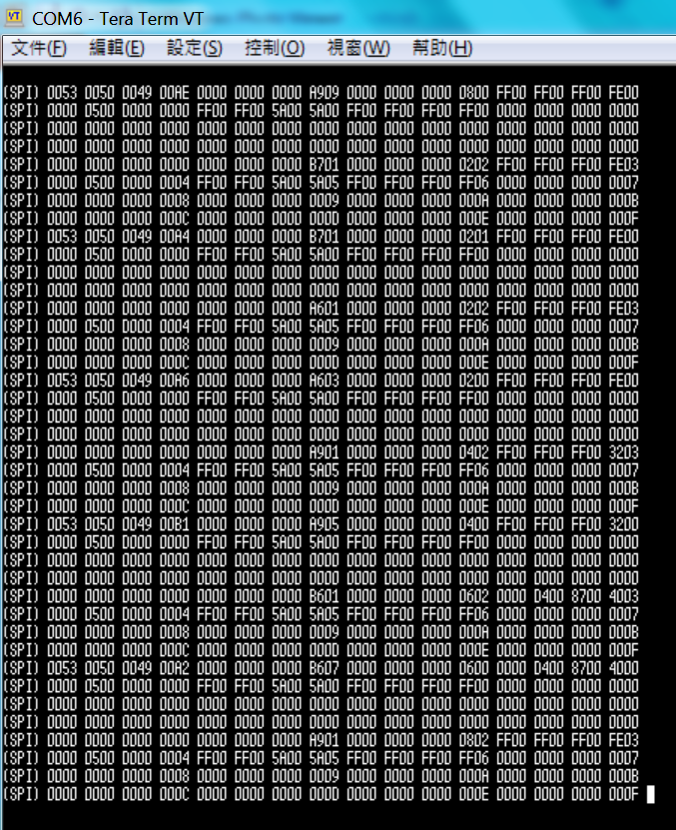 COM6 - Tera Term VT
文件(F) 編輯(E) 設定(S) 控制(O) 視窗(W) 幫助(H)
(SPI) 0053 0050 0049 00AE 0000 0000 0000 A909 0000 0000 0000 0800 FF00 FF00 FF00 FE00
(SPI) 0000 0500 D000 0000 FF00 FF00 5A00 5A00 FF00 FF00 FF00 FF00 0000 0000 0000 0000
(SPI) 0000 0000 0000 0000 0000 0000 0000 0000 0000 0000 0000 0000 0000 0000 0000 0000
(SPI) 0000 0000 0000 0000 0000 0000 0000 0000 0000 0000 0000 0000 0000 0000 0000 0000
(SPI) 0000 0000 0000 0000 0000 0000 0000 B701 0000 0000 0000 0202 FF00 FF00 FF00 FE03
(SPI) 0000 0500 D000 0004 FF00 FF00 5A00 5A05 FF00 FF00 FF00 FF06 0000 0000 0000 0007
(SPI) 0000 0000 0000 0008 0000 0000 0000 0009 0000 0000 0000 000A 0000 0000 0000 000B
(SPI) 0000 0000 0000 000C 0000 0000 0000 000D 0000 0000 0000 000E 0000 0000 0000 000F
(SPI) 0053 0050 0049 00A4 0000 0000 0000 B701 0000 0000 0000 0201 FF00 FF00 FF00 FE00
(SPI) 0000 0500 D000 0000 FF00 FF00 5A00 5A00 FF00 FF00 FF00 FF00 0000 0000 0000 0000
(SPI) 0000 0000 0000 0000 0000 0000 0000 0000 0000 0000 0000 0000 0000 0000 0000 0000
(SPI) 0000 0000 0000 0000 0000 0000 0000 0000 0000 0000 0000 0000 0000 0000 0000 0000
(SPI) 0000 0000 0000 0000 0000 0000 0000 A601 0000 0000 0000 0202 FF00 FF00 FF00 FE03
(SPI) 0000 0500 D000 0004 FF00 FF00 5A00 5A05 FF00 FF00 FF00 FF06 0000 0000 0000 0007
(SPI) 0000 0000 0000 0008 0000 0000 0000 0009 0000 0000 0000 000A 0000 0000 0000 000B
(SPI) 0000 0000 0000 000C 0000 0000 0000 000D 0000 0000 0000 000E 0000 0000 0000 000F
(SPI) 0053 0050 0049 00A6 0000 0000 0000 A603 0000 0000 0000 0200 FF00 FF00 FF00 FE00
(SPI) 0000 0500 D000 0000 FF00 FF00 5A00 5A00 FF00 FF00 FF00 FF00 0000 0000 0000 0000
(SPI) 0000 0000 0000 0000 0000 0000 0000 0000 0000 0000 0000 0000 0000 0000 0000 0000
(SPI) 0000 0000 0000 0000 0000 0000 0000 0000 0000 0000 0000 0000 0000 0000 0000 0000
(SPI) 0000 0000 0000 0000 0000 0000 0000 A901 0000 0000 0000 0402 FF00 FF00 FF00 3203
(SPI) 0000 0500 D000 0004 FF00 FF00 5A00 5A05 FF00 FF00 FF00 FF06 0000 0000 0000 0007
(SPI) 0000 0000 0000 0008 0000 0000 0000 0009 0000 0000 0000 000A 0000 0000 0000 000B
(SPI) 0000 0000 0000 000C 0000 0000 0000 000D 0000 0000 0000 000E 0000 0000 0000 000F
(SPI) 0053 0050 0049 00B1 0000 0000 0000 A905 0000 0000 0000 0400 FF00 FF00 FF00 3200
(SPI) 0000 0500 D000 0000 FF00 FF00 5A00 5A00 FF00 FF00 FF00 FF00 0000 0000 0000 0000
(SPI) 0000 0000 0000 0000 0000 0000 0000 0000 0000 0000 0000 0000 0000 0000 0000 0000
(SPI) 0000 0000 0000 0000 0000 0000 0000 0000 0000 0000 0000 0000 0000 0000 0000 0000
(SPI) 0000 0000 0000 0000 0000 0000 0000 B601 0000 0000 0000 0602 0000 0400 8700 4003
(SPI) 0000 0500 D000 0004 FF00 FF00 5A00 5A05 FF00 FF00 FF00 FF06 0000 0000 0000 0007
(SPI) 0000 0000 0000 0008 0000 0000 0000 0009 0000 0000 0000 000A 0000 0000 0000 000B
(SPI) 0000 0000 0000 000C 0000 0000 0000 000D 0000 0000 0000 000E 0000 0000 0000 000F
(SPI) 0053 0050 0049 00A2 0000 0000 0000 B607 0000 0000 0000 0600 0000 0400 8700 4000
(SPI) 0000 0500 D000 0000 FF00 FF00 5A00 5A00 FF00 FF00 FF00 FF00 0000 0000 0000 0000
(SPI) 0000 0000 0000 0000 0000 0000 0000 0000 0000 0000 0000 0000 0000 0000 0000 0000
(SPI) 0000 0000 0000 0000 0000 0000 0000 0000 0000 0000 0000 0000 0000 0000 0000 0000
(SPI) 0000 0000 0000 0000 0000 0000 0000 A901 0000 0000 0000 0802 FF00 FF00 FF00 FE03
(SPI) 0000 0500 D000 0004 FF00 FF00 5A00 5A05 FF00 FF00 FF00 FF06 0000 0000 0000 0007
(SPI) 0000 0000 0000 0008 0000 0000 0000 0009 0000 0000 0000 000A 0000 0000 0000 000B
(SPI) 0000 0000 0000 000C 0000 0000 0000 000D 0000 0000 0000 000E 0000 0000 0000 000F